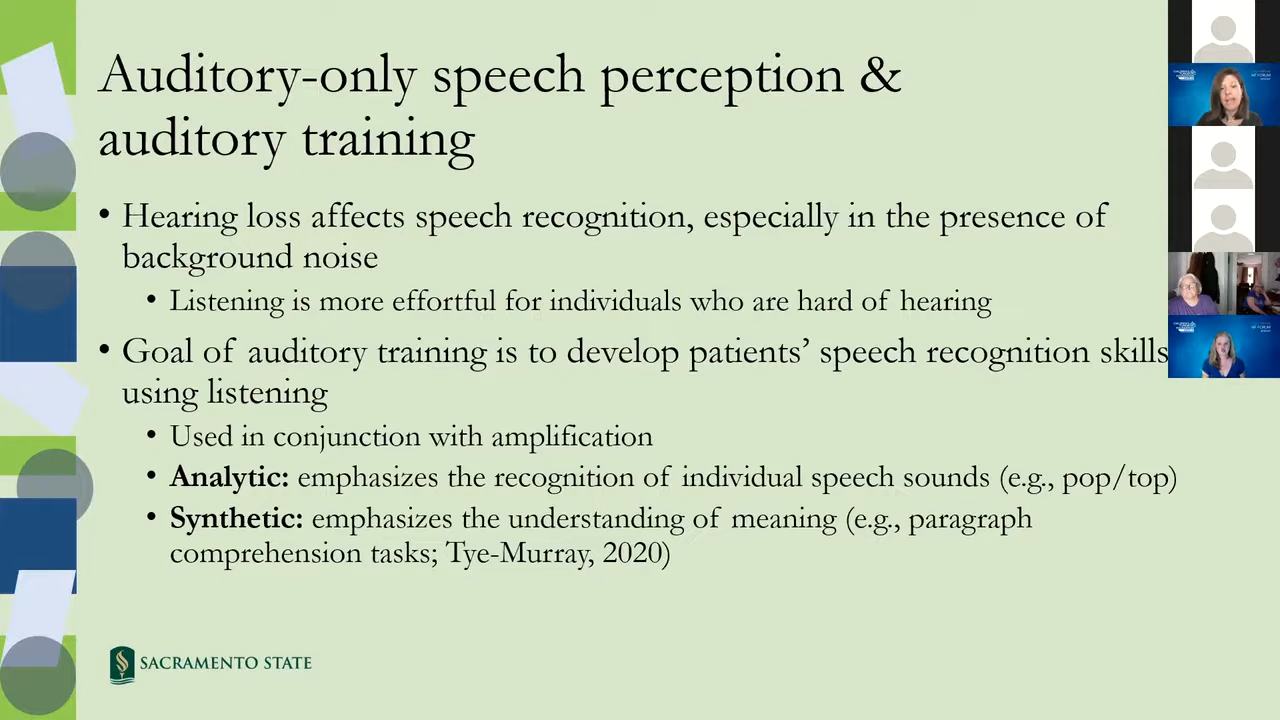 Auditory-only speech perception &
auditory training
• Hearing loss affects speech recognition, especially in the presence of
background noise
• Listening is more effortful for individuals who are hard of hearing
• Goal of auditory training is to develop patients’ speech recognition skills
using listening
• Used in conjunction with amplification
• Analytic: emphasizes the recognition of individual speech sounds (e.g., pop/top)
• Synthetic: emphasizes the understanding of meaning (e.g., paragraph
comprehension tasks; Tye-Murray, 2020)
SACRAMENTO STATE